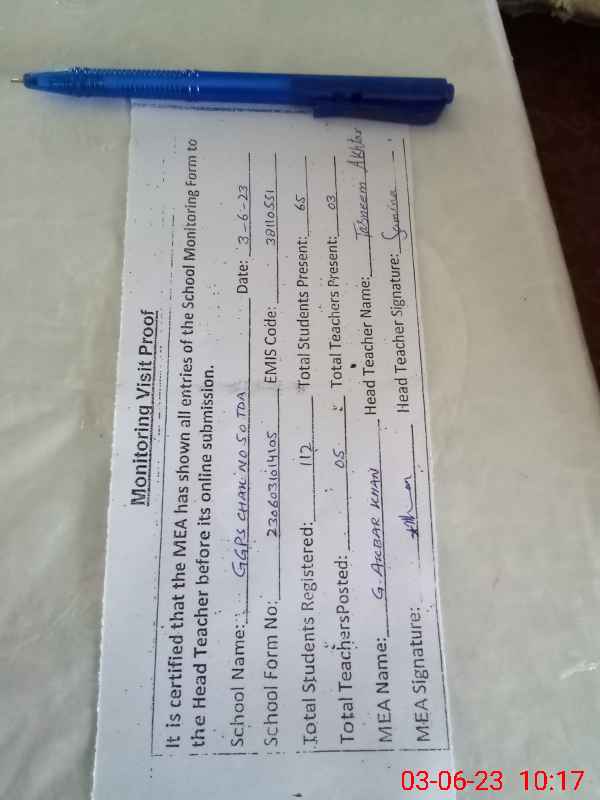 Monitoring Visit Proof
It is certified that the MEA has shown all entries of the School Monitoring Form to
the Head Teacher before its online submission.
School Name: GGPS CHAK NO 50 TDA Date: 3-6-23
School Form No: 2306031014105 EMIS Code: 38110551
Total Students Registered: 112 Total Students Present: 65
Total TeachersPosted: 05 Total Teachers Present: 03
MEA Name: G. AKBAR KHAN Head Teacher Name: Tasneem Akhtar
MEA Signature: Head Teacher Signature: Samina
03-06-23 10:17